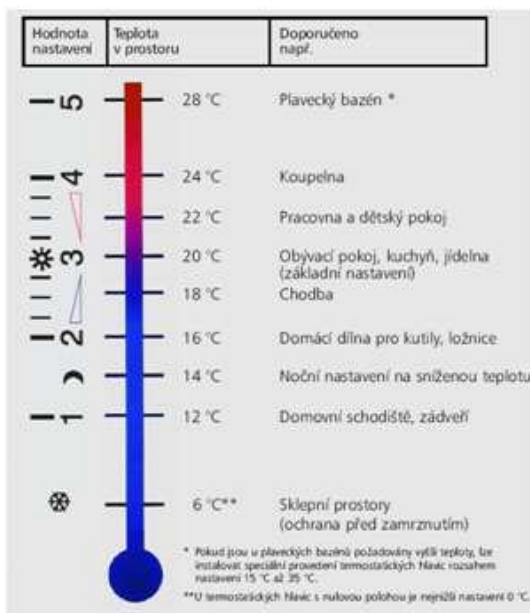 Hodnota nastavení
Teplota v prostoru
Doporučeno např.
5 28 °C Plavecký bazén *
4 24 °C Koupelna
22 °C Pracovna a dětský pokoj
3 20 °C Obývací pokoj, kuchyň, jídelna
(základní nastavení)
18 °C Chodba
2 16 °C Domácí dílna pro kutily, ložnice
14 °C Noční nastavení na sníženou teplotu
1 12 °C Domovní schodiště, zádveří
6 °C** Sklepní prostory
(ochrana před zamrznutím)
* Pokud jsou u plaveckých bazénů požadovány vyšší teploty, lze
instalovat speciální provedení termostatických hlavic rozsahem
nastavení 15 °C až 35 °C.
**U termostatických hlavic s nulovou polohou je nejnižší nastavení 0 °C.